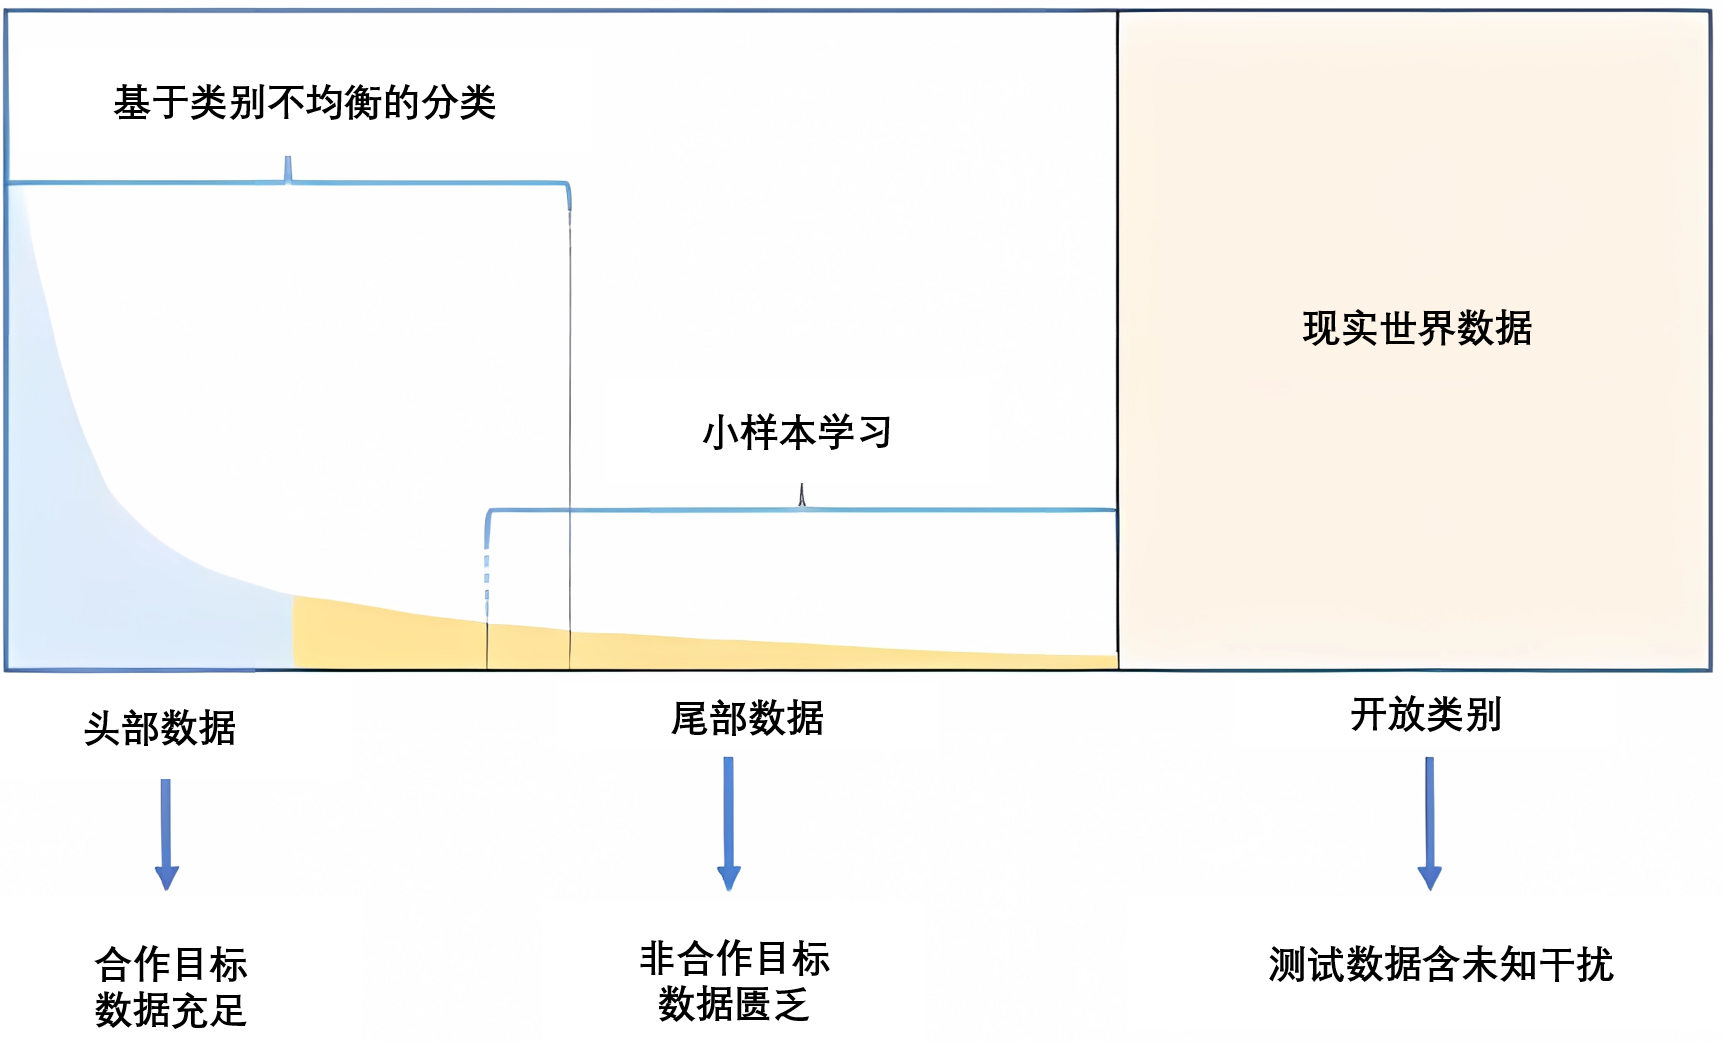 基于类别不均衡的分类
现实世界数据
小样本学习
头部数据
尾部数据
开放类别
合作目标
数据充足
非合作目标
数据匮乏
测试数据含未知干扰